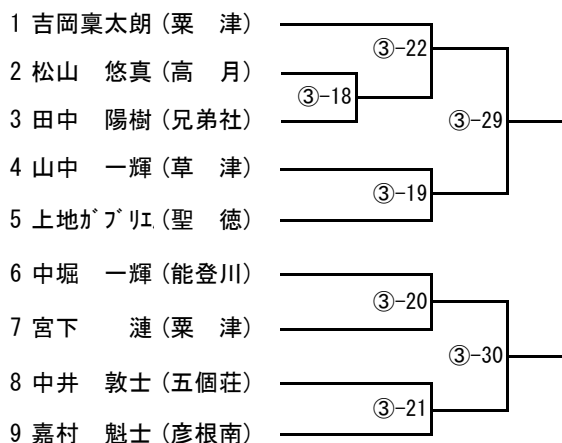 1 吉岡稟太朗 (粟　津)
③-22
2 松山　悠真 (高　月)
③-18
3 田中　陽樹 (兄弟社)
③-29
4 山中　一輝 (草　津)
③-19
5 上地ｶﾞﾌﾞﾘｴ (聖　徳)
6 中堀　一輝 (能登川)
③-20
7 宮下　　漣 (粟　津)
③-30
8 中井　敦士 (五個荘)
③-21
9 嘉村　魁士 (彦根南)